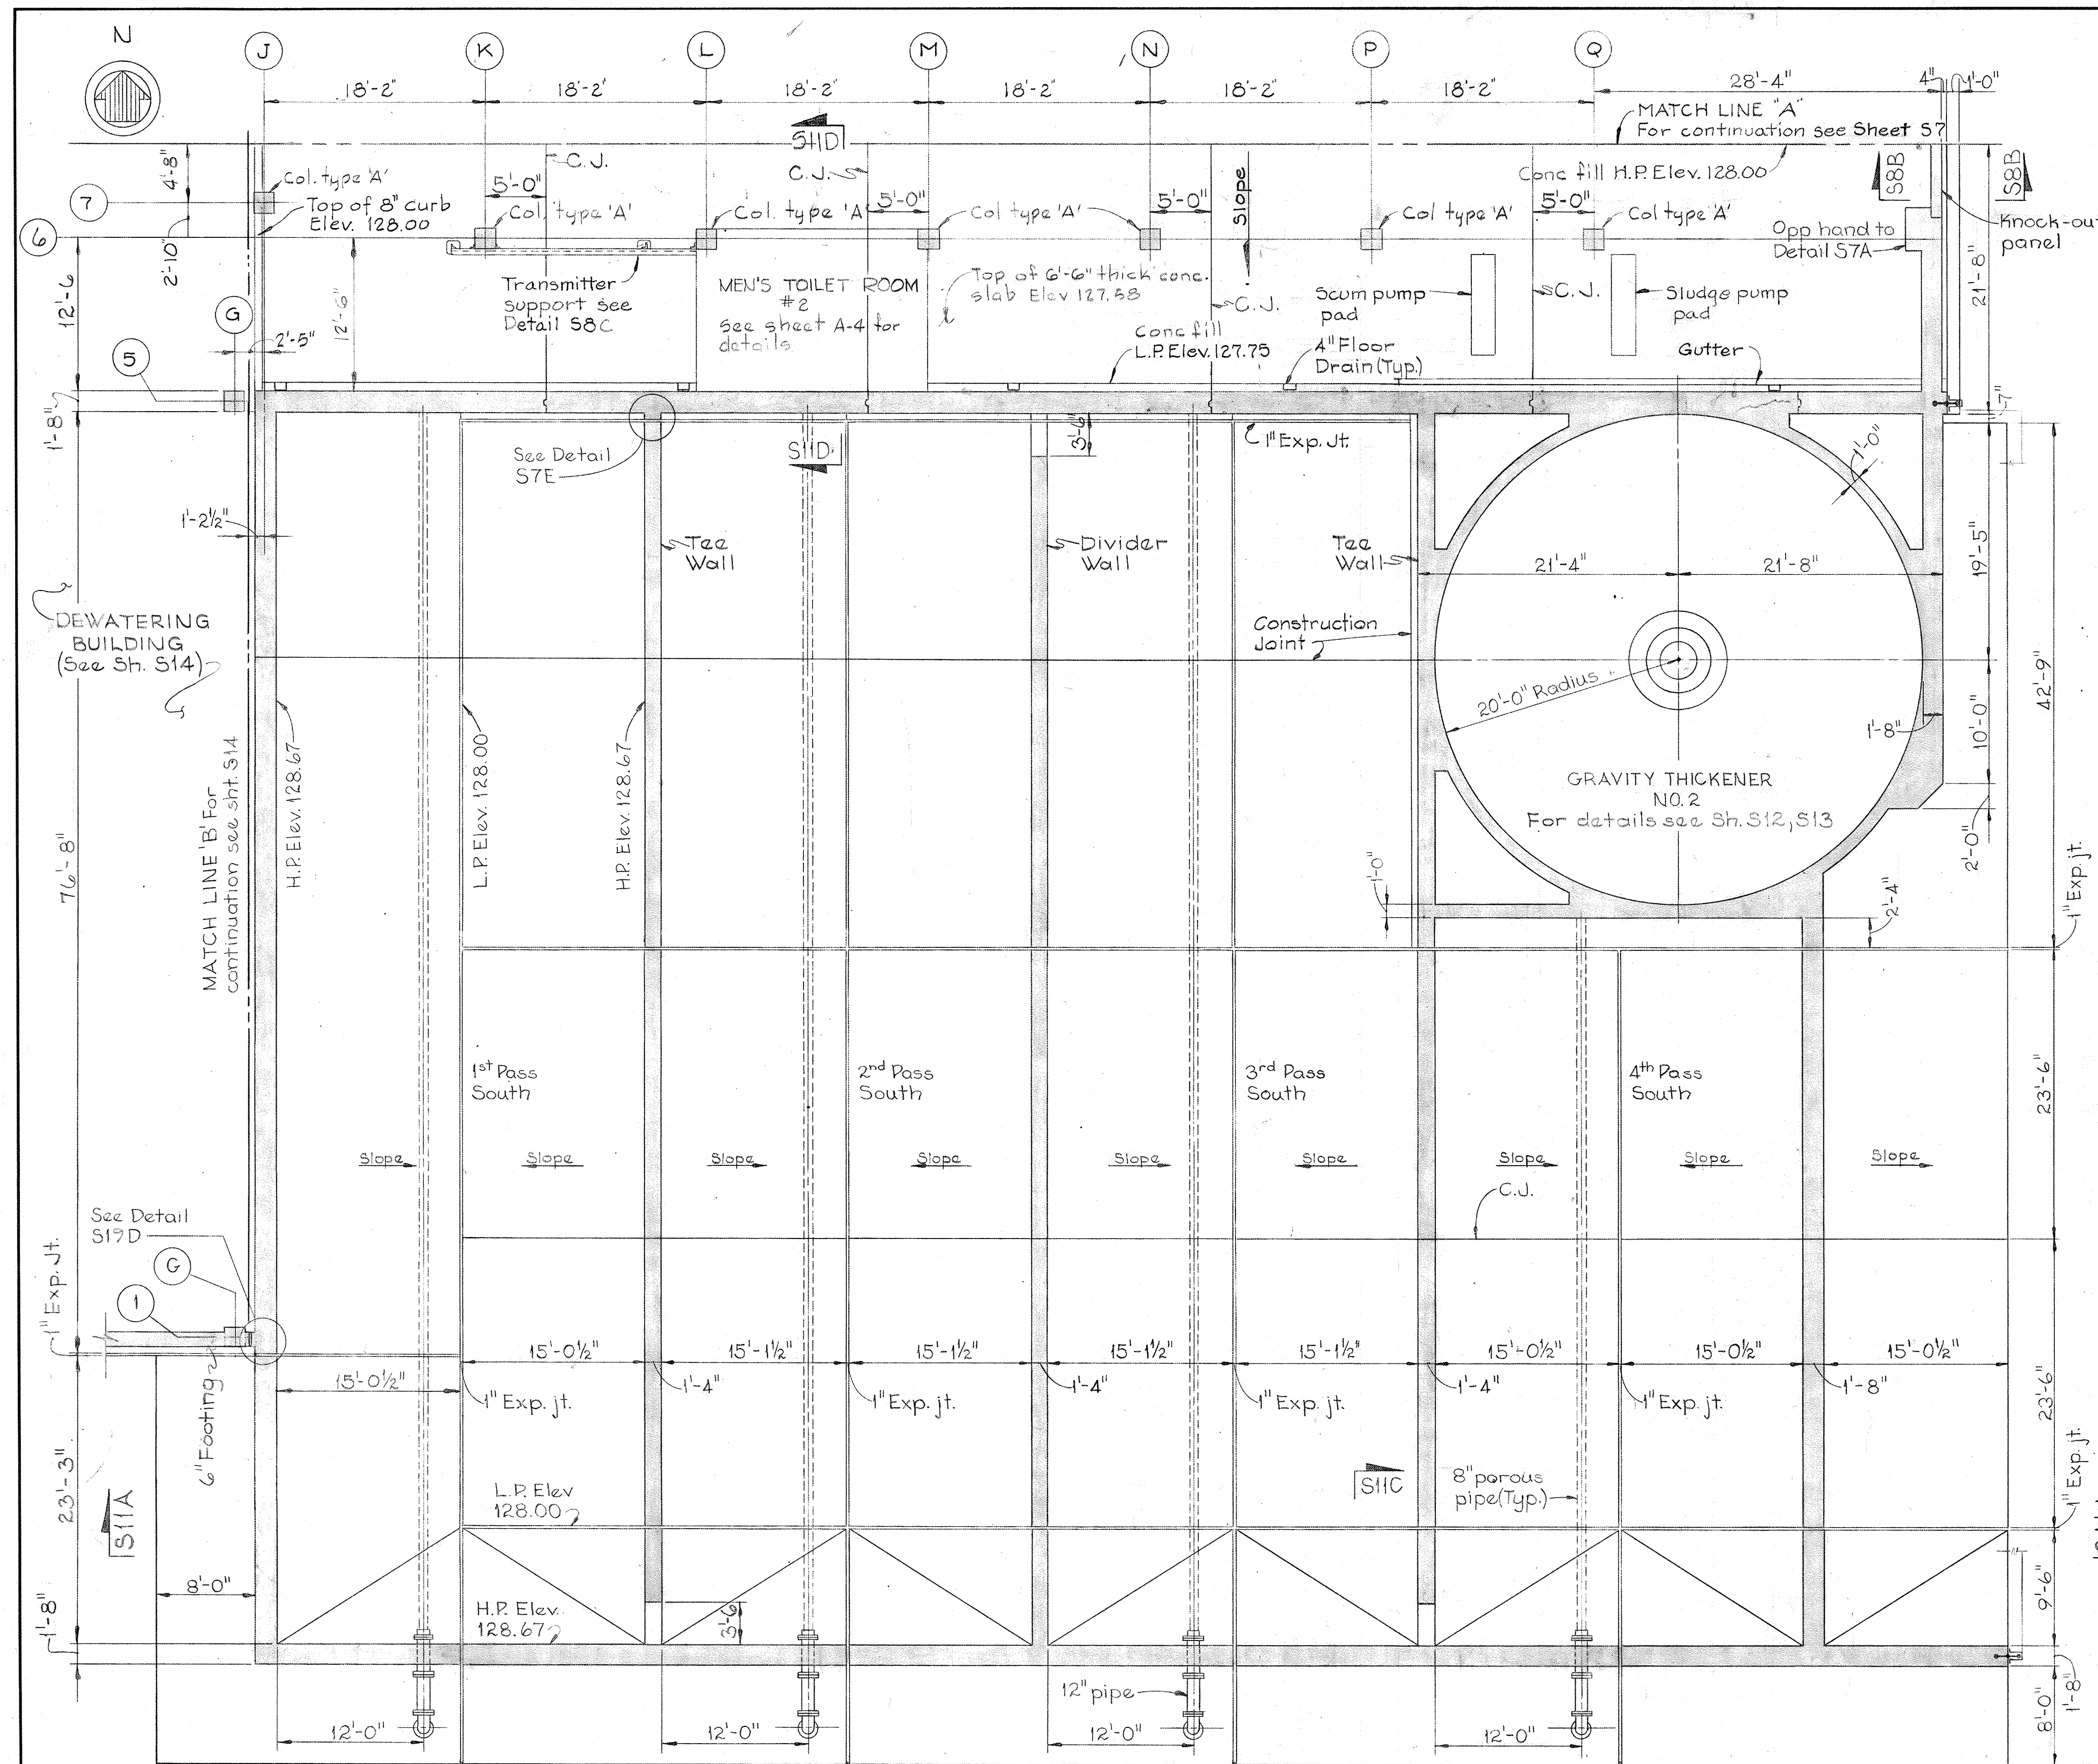 N
J
K
L
M
N
P
Q
18'-2"
18'-2"
18'-2"
18'-2"
18'-2"
18'-2"
28'-4"
4"
1'-0"
MATCH LINE "A"
For continuation see Sheet S7
S11D
C.J.
C.J.
Slope
Conc fill H.P. Elev. 128.00
S8B
S8B
4'-8"
7
Col. type 'A'
Top of 8" curb
Elev. 128.00
5'-0"
Col. type 'A'
Col. type 'A'
5'-0"
Col type 'A'
5'-0"
Col type 'A'
5'-0"
Col type 'A'
Opp hand to
Detail S7A
Knock-out
panel
6
2'-10"
12'-6"
12'-6"
Transmitter
support see
Detail S8C
MEN'S TOILET ROOM
#2
See sheet A-4 for
details
Top of 6'-6" thick conc.
slab Elev 127.58
C.J.
Scum pump
pad
C.J.
Sludge pump
pad
21'-8"
G
2'-5"
5
Conc fill
L.P. Elev. 127.75
4" Floor
Drain (Typ.)
Gutter
1'-8"
7"
See Detail
S7E
S11D
3'-6"
1" Exp. Jt.
1'-0"
1'-2½"
Tee
Wall
Divider
Wall
Tee
Wall
21'-4"
21'-8"
19'-5"
DEWATERING
BUILDING
(See Sh. S14)
Construction
Joint
20'-0" Radius
42'-9"
10'-0"
1'-8"
MATCH LINE 'B' For
continuation see sht. S14
H.P. Elev. 128.67
L.P. Elev. 128.00
H.P. Elev. 128.67
GRAVITY THICKENER
NO. 2
For details see Sh. S12, S13
2'-0"
76'-8"
1'-0"
2'-4"
1" Exp. jt.
1st Pass
South
2nd Pass
South
3rd Pass
South
4th Pass
South
23'-6"
Slope
Slope
Slope
Slope
Slope
Slope
Slope
Slope
Slope
C.J.
See Detail
S19D
G
1
1" Exp. Jt.
15'-0½"
15'-0½"
15'-1½"
15'-1½"
15'-1½"
15'-1½"
15'-0½"
15'-0½"
15'-0½"
1" Exp. jt.
1'-4"
1" Exp. jt.
1'-4"
1" Exp. jt.
1'-4"
1" Exp. jt.
1'-8"
23'-6"
6" Footing
23'-3"
S11A
L.P. Elev
128.00
S11C
8" porous
pipe (Typ.)
1" Exp. jt.
8'-0"
H.P. Elev.
128.67
3'-6
9'-6"
1'-8"
12" pipe
12'-0"
12'-0"
12'-0"
12'-0"
8'-0"
1'-8"